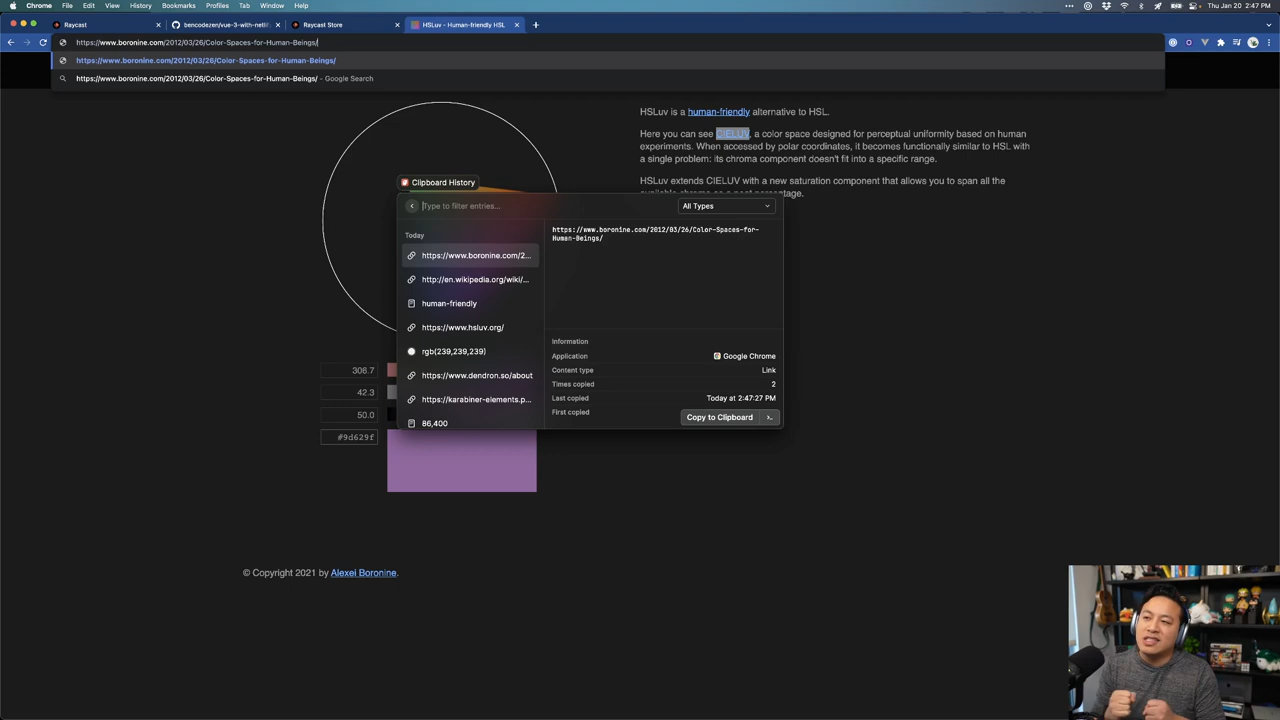 Chrome File Edit View History Bookmarks Profiles Tab Window Help
Thu Jan 20 2:47 PM
Raycast
bencodezen/vue-3-with-netlif
Raycast Store
HSLuv - Human-friendly HSL
https://www.boronine.com/2012/03/26/Color-Spaces-for-Human-Beings/
https://www.boronine.com/2012/03/26/Color-Spaces-for-Human-Beings/
https://www.boronine.com/2012/03/26/Color-Spaces-for-Human-Beings/ - Google Search
HSLuv is a human-friendly alternative to HSL.
Here you can see CIELUV, a color space designed for perceptual uniformity based on human
experiments. When accessed by polar coordinates, it becomes functionally similar to HSL with
a single problem: its chroma component doesn't fit into a specific range.
HSLuv extends CIELUV with a new saturation component that allows you to span all the
percentage.
Clipboard History
Type to filter entries...
All Types
Today
https://www.boronine.com/2...
http://en.wikipedia.org/wiki/...
human-friendly
https://www.hsluv.org/
rgb(239,239,239)
https://www.dendron.so/about
https://karabiner-elements.p...
86,400
https://www.boronine.com/2012/03/26/Color-Spaces-for-
Human-Beings/
Information
Application Google Chrome
Content type Link
Times copied 2
Last copied Today at 2:47:27 PM
First copied
Copy to Clipboard
306.7
42.3
50.0
#9d629f
© Copyright 2021 by Alexei Boronine.